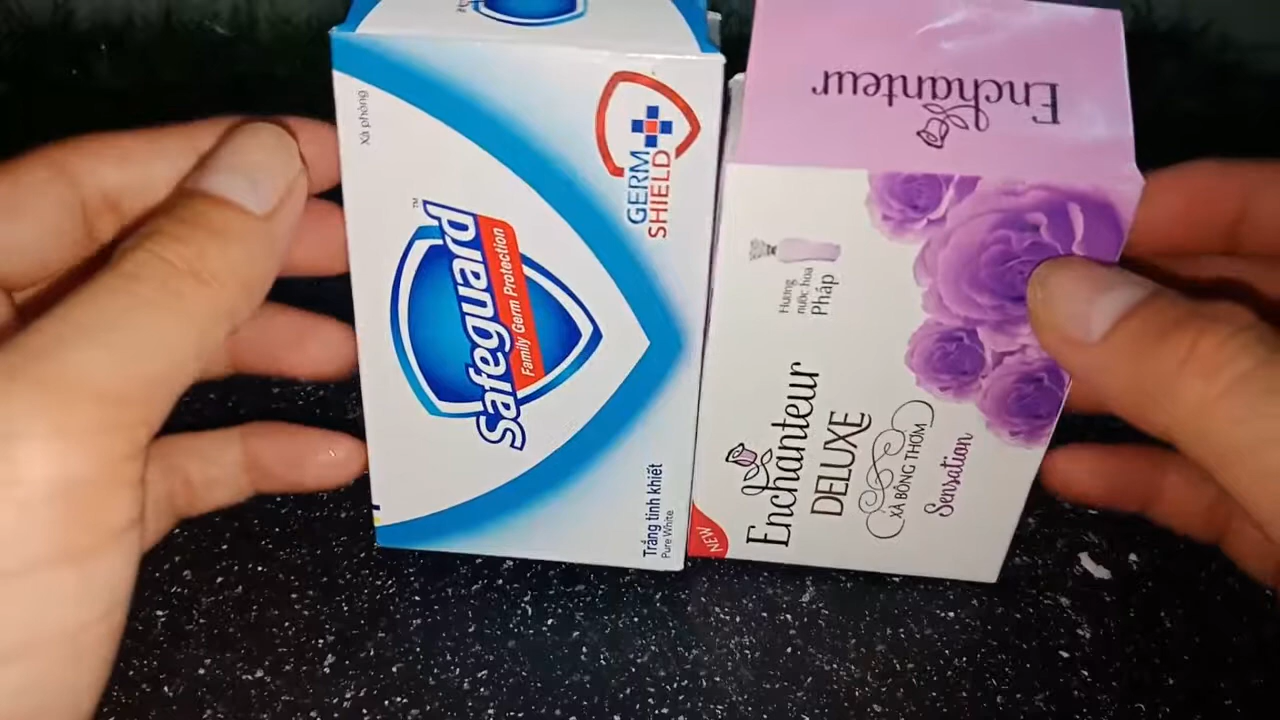 Xà phòng
Safeguard™
Family Germ Protection
GERM
SHIELD
Trắng tinh khiết
Pure White
Enchanteur
Hương
nước hoa
Pháp
NEW
Enchanteur
DELUXE
XÀ BÔNG THƠM
Sensation